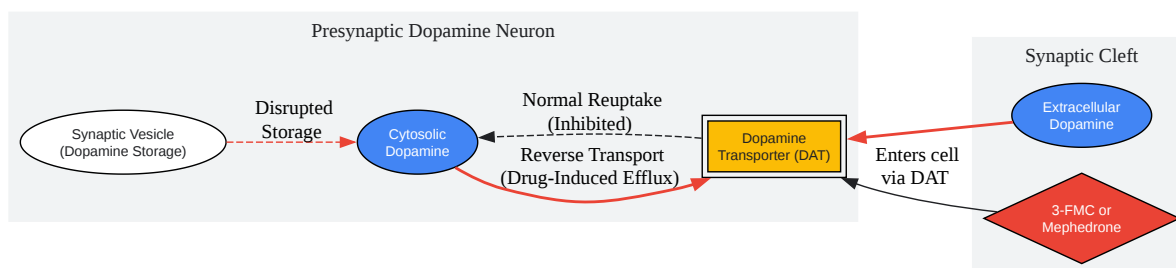 Presynaptic Dopamine Neuron
Synaptic Cleft
Synaptic Vesicle
(Dopamine Storage)
Disrupted
Storage
Cytosolic
Dopamine
Normal Reuptake
(Inhibited)
Reverse Transport
(Drug-Induced Efflux)
Dopamine
Transporter (DAT)
Enters cell
via DAT
Extracellular
Dopamine
3-FMC or
Mephedrone